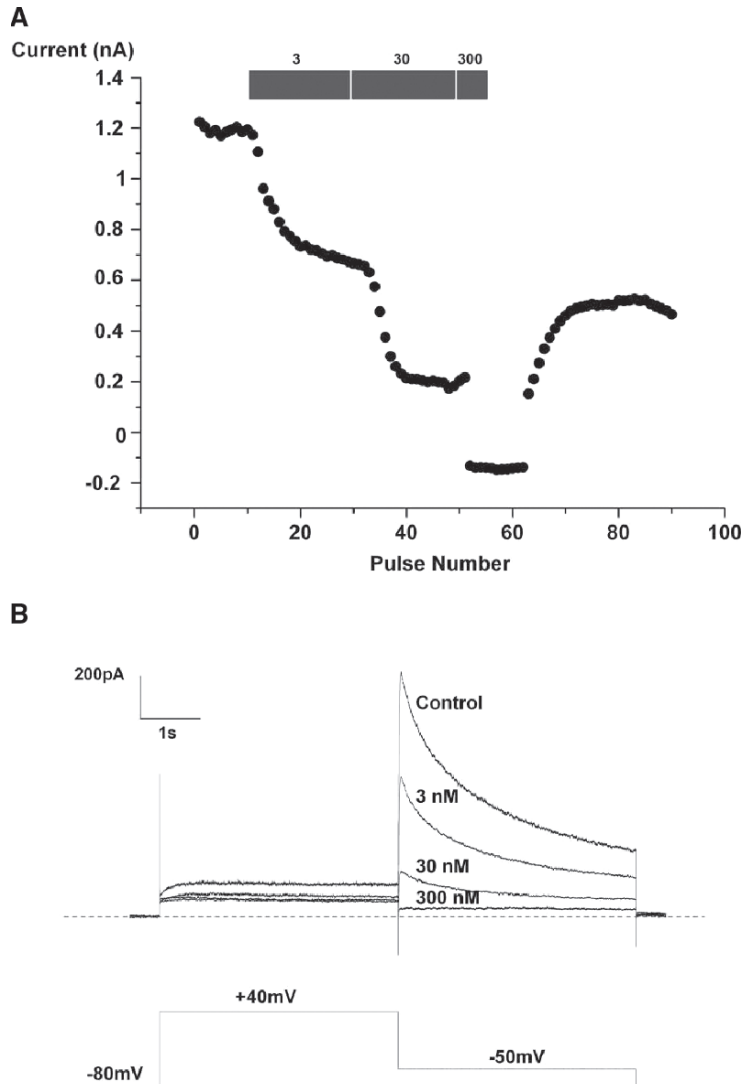 A
Current (nA)
3 30 300
1.4
1.2
1
0.8
0.6
0.4
0.2
0
-0.2
0 20 40 60 80 100
Pulse Number
B
200pA
1s
Control
3 nM
30 nM
300 nM
+40mV
-50mV
-80mV